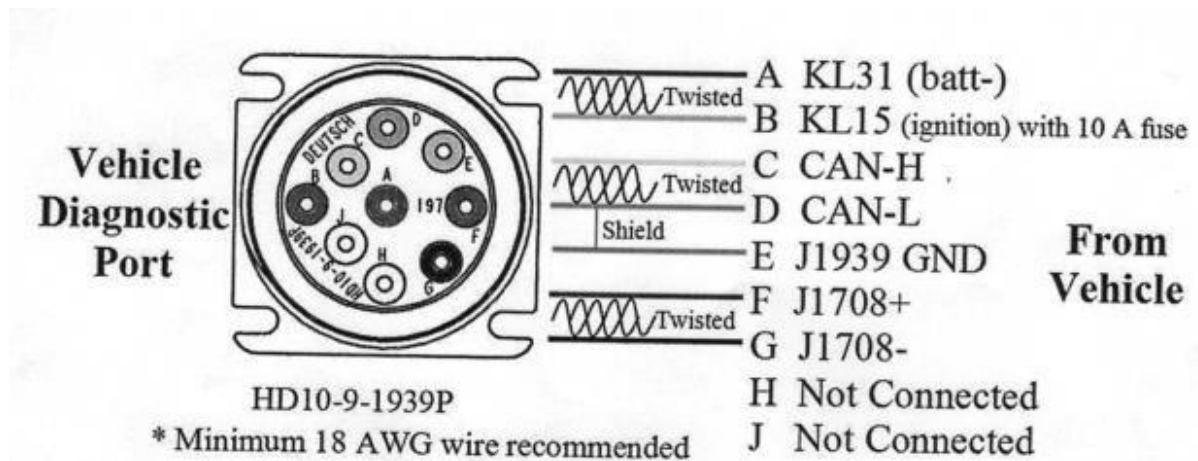 Vehicle
Diagnostic
Port
DEUTSCH
A
B
C
D
E
F
G
H
J
197
HD10-9-1939P
HD10-9-1939P
* Minimum 18 AWG wire recommended
Twisted
Twisted
Shield
Twisted
A KL31 (batt-)
B KL15 (ignition) with 10 A fuse
C CAN-H
D CAN-L
E J1939 GND
F J1708+
G J1708-
H Not Connected
J Not Connected
From
Vehicle